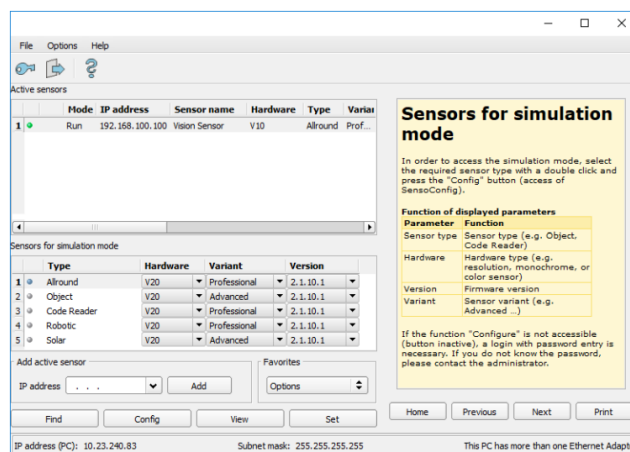 File Options Help
Active sensors
Mode IP address Sensor name Hardware Type Varian
1 Run 192.168.100.100 Vision Sensor V10 Allround Prof...
Sensors for simulation mode
Type Hardware Variant Version
1 Allround V20 Professional 2.1.10.1
2 Object V20 Advanced 2.1.10.1
3 Code Reader V20 Professional 2.1.10.1
4 Robotic V20 Professional 2.1.10.1
5 Solar V20 Advanced 2.1.10.1
Add active sensor
IP address . . . Add
Favorites
Options
Find Config View Set
Sensors for simulation
mode
In order to access the simulation mode, select
the required sensor type with a double click and
press the "Config" button (access of
SensoConfig).
Function of displayed parameters
Parameter Function
Sensor type Sensor type (e.g. Object,
Code Reader)
Hardware Hardware type (e.g.
resolution, monochrome, or
color sensor)
Version Firmware version
Variant Sensor variant (e.g.
Advanced ...)
If the function "Configure" is not accessible
(button inactive), a login with password entry is
necessary. If you do not know the password,
please contact the administrator.
Home Previous Next Print
IP address (PC): 10.23.240.83 Subnet mask: 255.255.255.255 This PC has more than one Ethernet Adapt